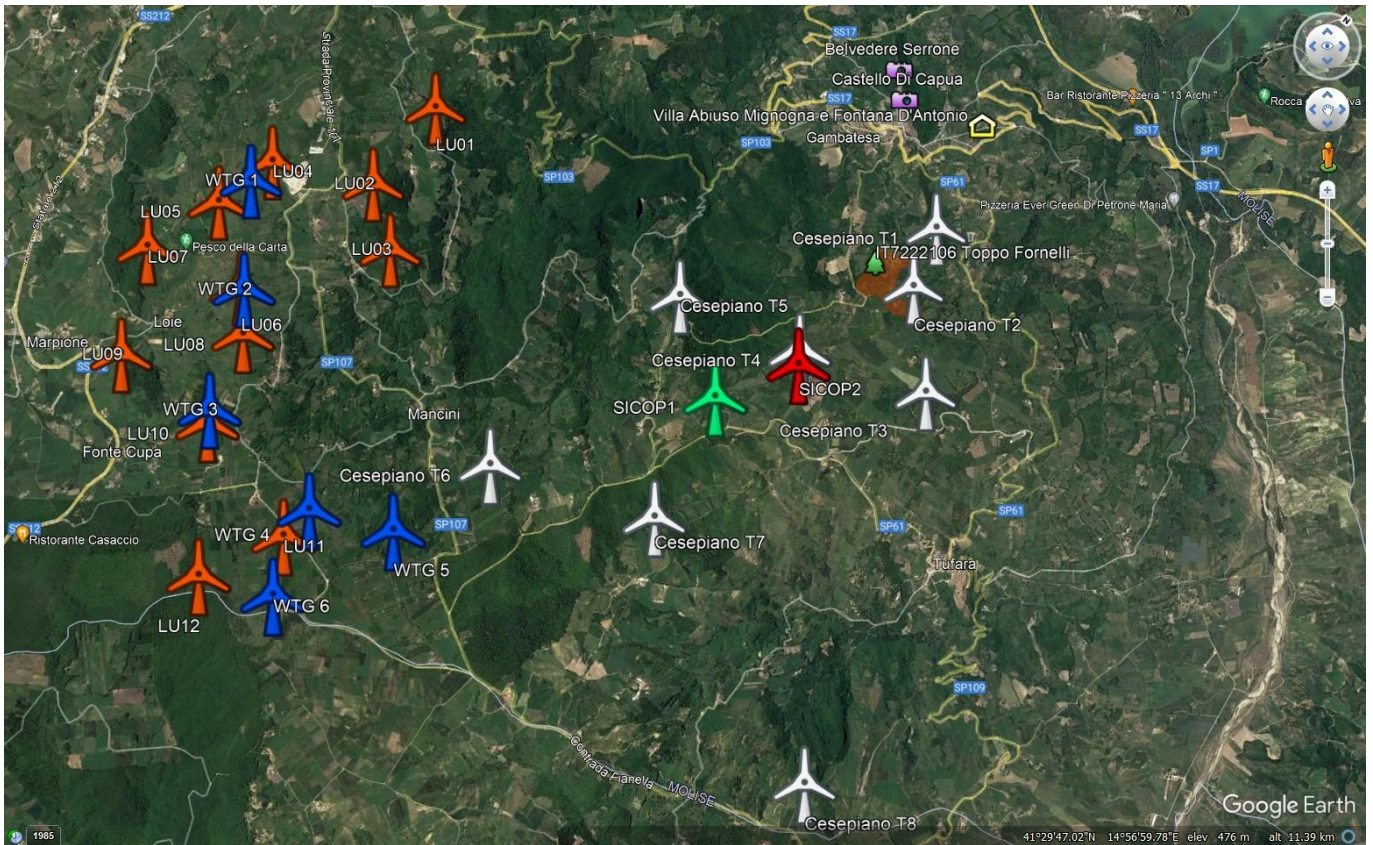 SS212
SS17
Belvedere Serrone
Castello Di Capua
SS17
Bar Ristorante Pizzeria " 13 Archi "
Villa Abiuso Mignogna e Fontana D'Antonio
Gambatesa
SS17
SP103
SP1
LU01
LU04
WTG 1
LU02
SP103
SP61
SS17
LU05
Pizzeria Ever Green Di Petrone Maria
MOLISE
Pesco della Carta
LU07
LU03
Cesepiano T1
IT7222106 Toppo Fornelli
WTG 2
Cesepiano T5
Loie
LU06
Cesepiano T2
Marpione
LU08
LU09
SP107
Cesepiano T4
SICOP2
WTG 3
SICOP1
Mancini
LU10
Cesepiano T3
Fonte Cupa
Cesepiano T6
SP107
SP61
SP61
Ristorante Casaccio
WTG 4
LU11
Cesepiano T7
WTG 5
Tufara
WTG 6
LU12
SP109
Contrada Pianella
MOLISE
Google Earth
Cesepiano T8
1985
41°29'47.02"N 14°56'59.78"E elev 476 m alt 11.39 km